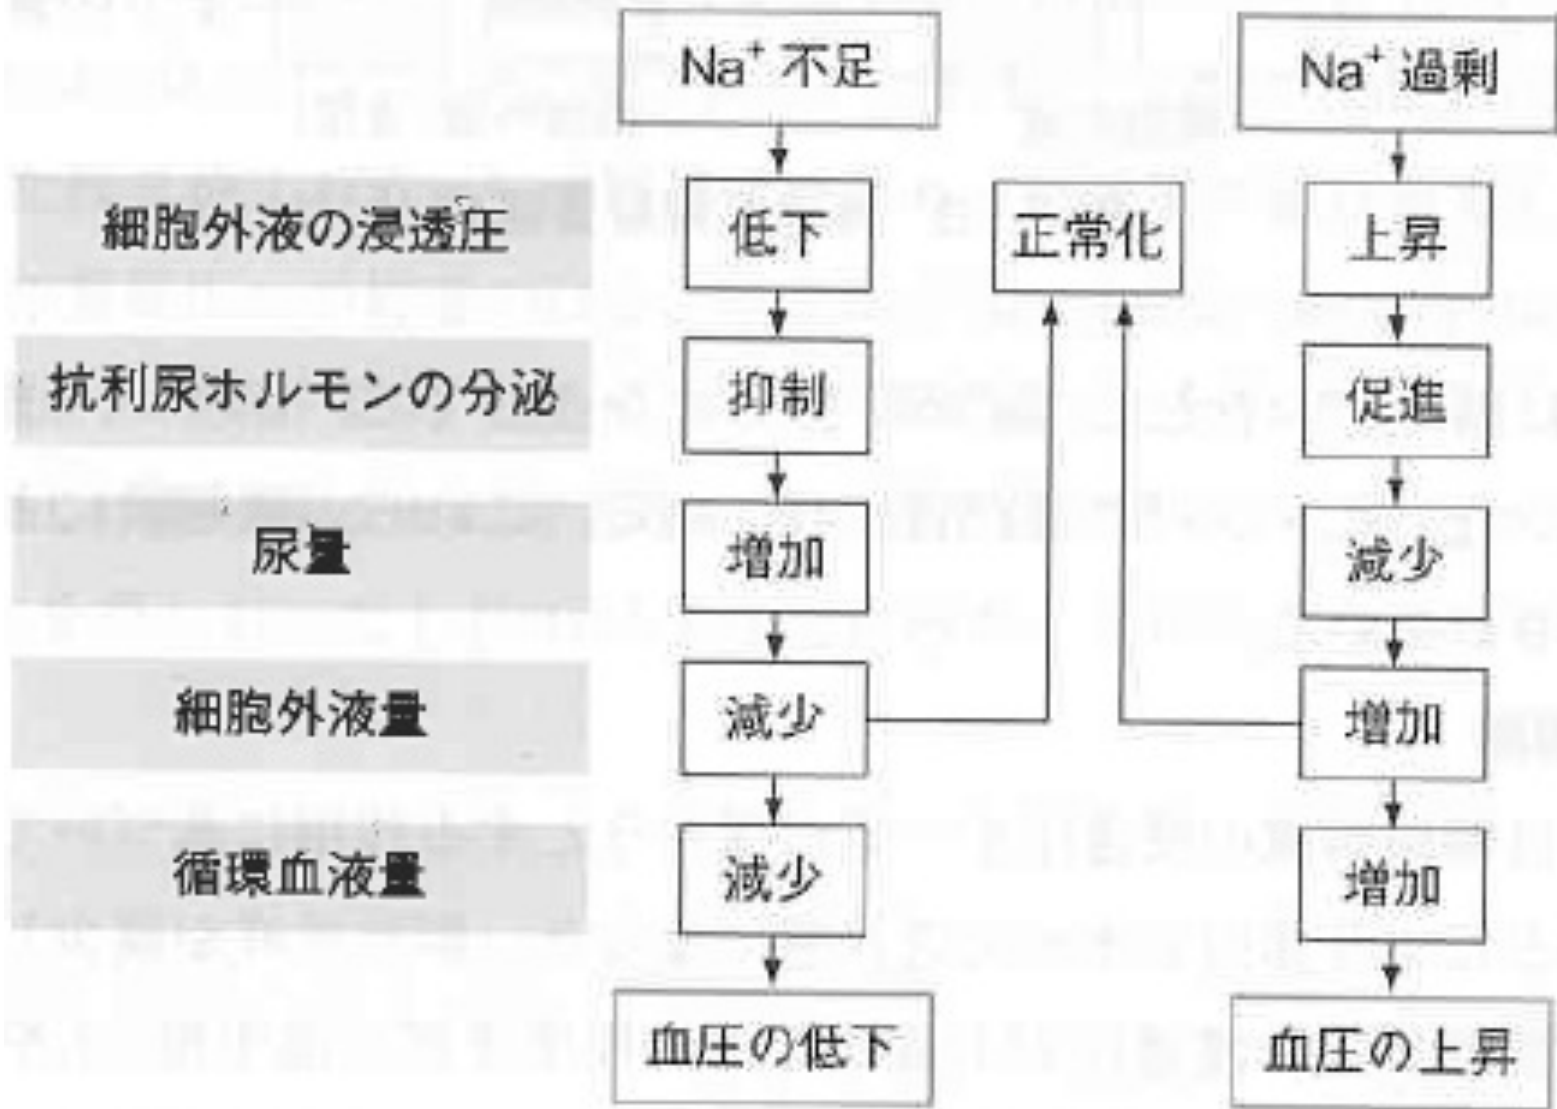 Na⁺ 不足
Na⁺ 過剰
細胞外液の浸透圧
低下
正常化
上昇
抗利尿ホルモンの分泌
抑制
促進
尿量
増加
減少
細胞外液量
減少
増加
循環血液量
減少
増加
血圧の低下
血圧の上昇